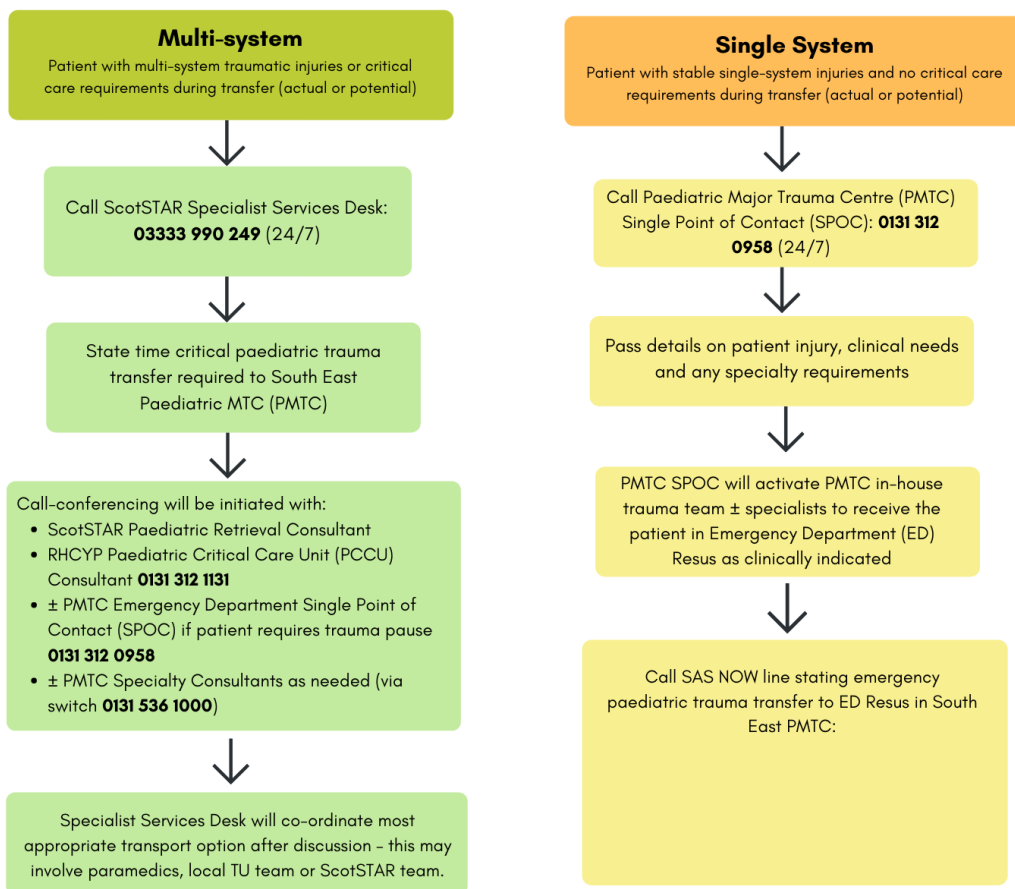 Multi-system
Patient with multi-system traumatic injuries or critical
care requirements during transfer (actual or potential)
Call ScotSTAR Specialist Services Desk:
03333 990 249 (24/7)
State time critical paediatric trauma
transfer required to South East
Paediatric MTC (PMTC)
Call-conferencing will be initiated with:
• ScotSTAR Paediatric Retrieval Consultant
• RHCYP Paediatric Critical Care Unit (PCCU)
Consultant 0131 312 1131
• ± PMTC Emergency Department Single Point of
Contact (SPOC) if patient requires trauma pause
0131 312 0958
• ± PMTC Specialty Consultants as needed (via
switch 0131 536 1000)
Specialist Services Desk will co-ordinate most
appropriate transport option after discussion - this may
involve paramedics, local TU team or ScotSTAR team.
Single System
Patient with stable single-system injuries and no critical care
requirements during transfer (actual or potential)
Call Paediatric Major Trauma Centre (PMTC)
Single Point of Contact (SPOC): 0131 312
0958 (24/7)
Pass details on patient injury, clinical needs
and any specialty requirements
PMTC SPOC will activate PMTC in-house
trauma team ± specialists to receive the
patient in Emergency Department (ED)
Resus as clinically indicated
Call SAS NOW line stating emergency
paediatric trauma transfer to ED Resus in South
East PMTC: